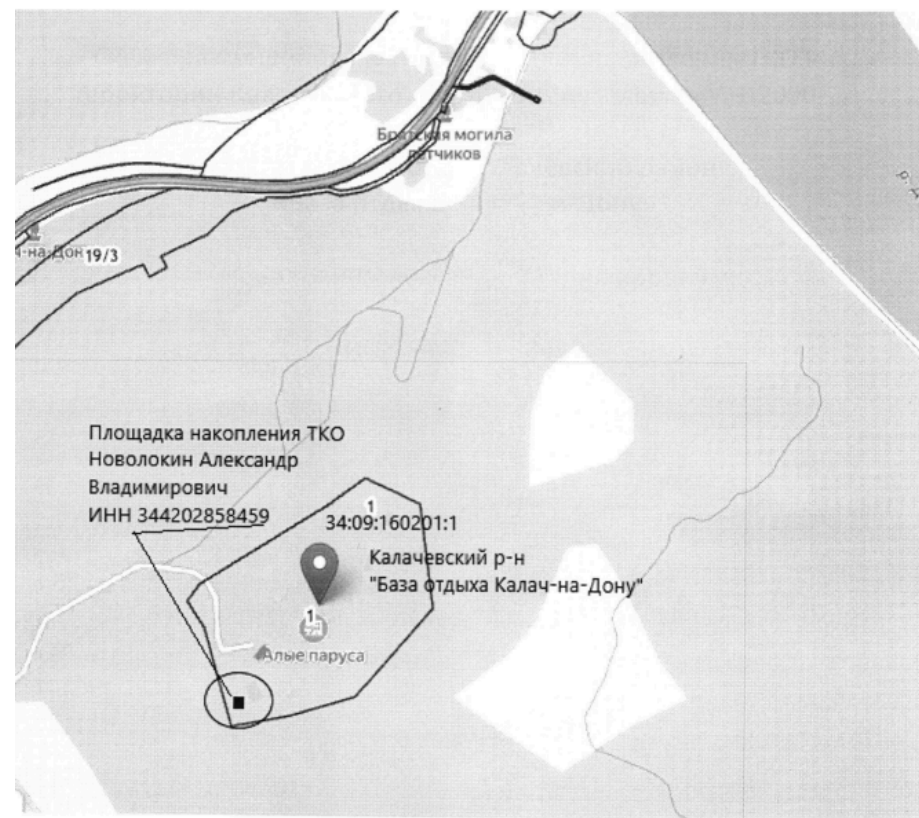 Братская могила
летчиков
р-
ч-на-Дон
19/3
Площадка накопления ТКО
Новолокин Александр
Владимирович
ИНН 344202858459
1
34:09:160201:1
Калачевский р-н
"База отдыха Калач-на-Дону"
1
Алые паруса